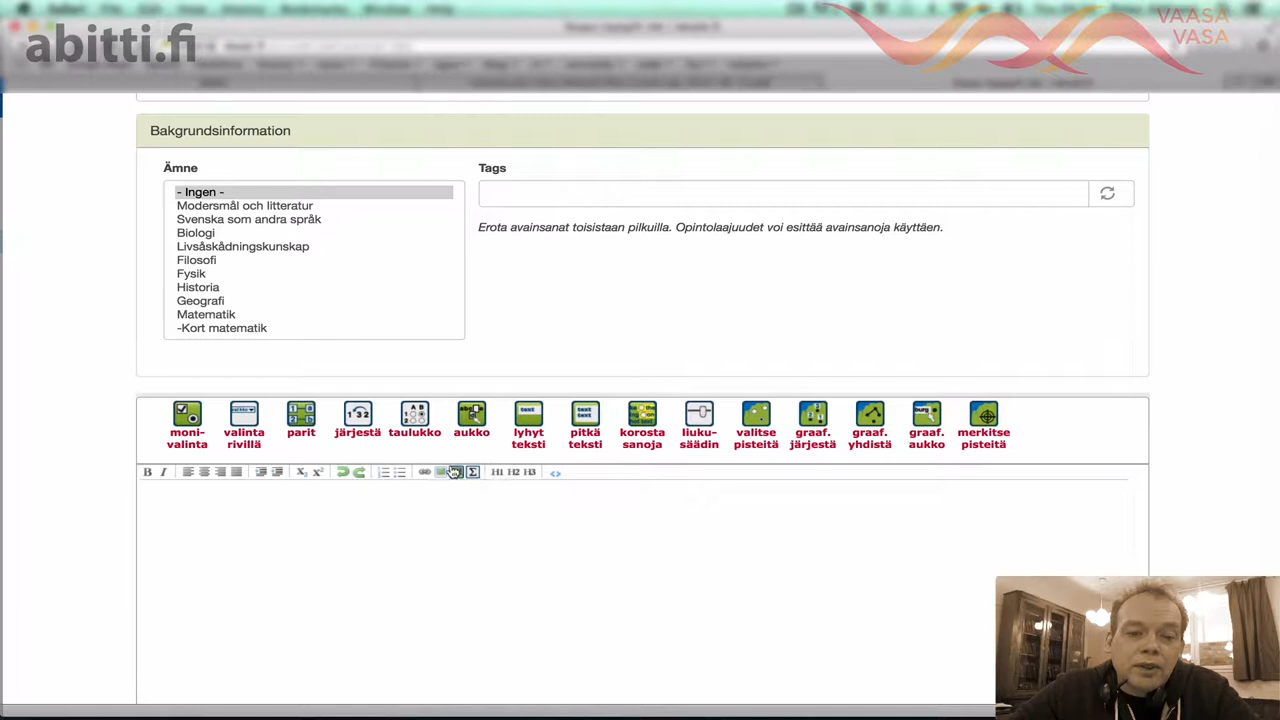 abitti.fi
VAASA
VASA
Bakgrundsinformation
Ämne
Tags
- Ingen -
Modersmål och litteratur
Svenska som andra språk
Biologi
Livsåskådningskunskap
Filosofi
Fysik
Historia
Geografi
Matematik
-Kort matematik
Erota avainsanat toisistaan pilkuilla. Opintolaajuudet voi esittää avainsanoja käyttäen.
moni-valinta
valinta rivillä
parit
järjestä
taulukko
aukko
lyhyt teksti
pitkä teksti
korosta sanoja
liuku-säädin
valitse pisteitä
graaf. järjestä
graaf. yhdistä
graaf. aukko
merkitse pisteitä
B I X₂ X² Σ H1 H2 H3 <>